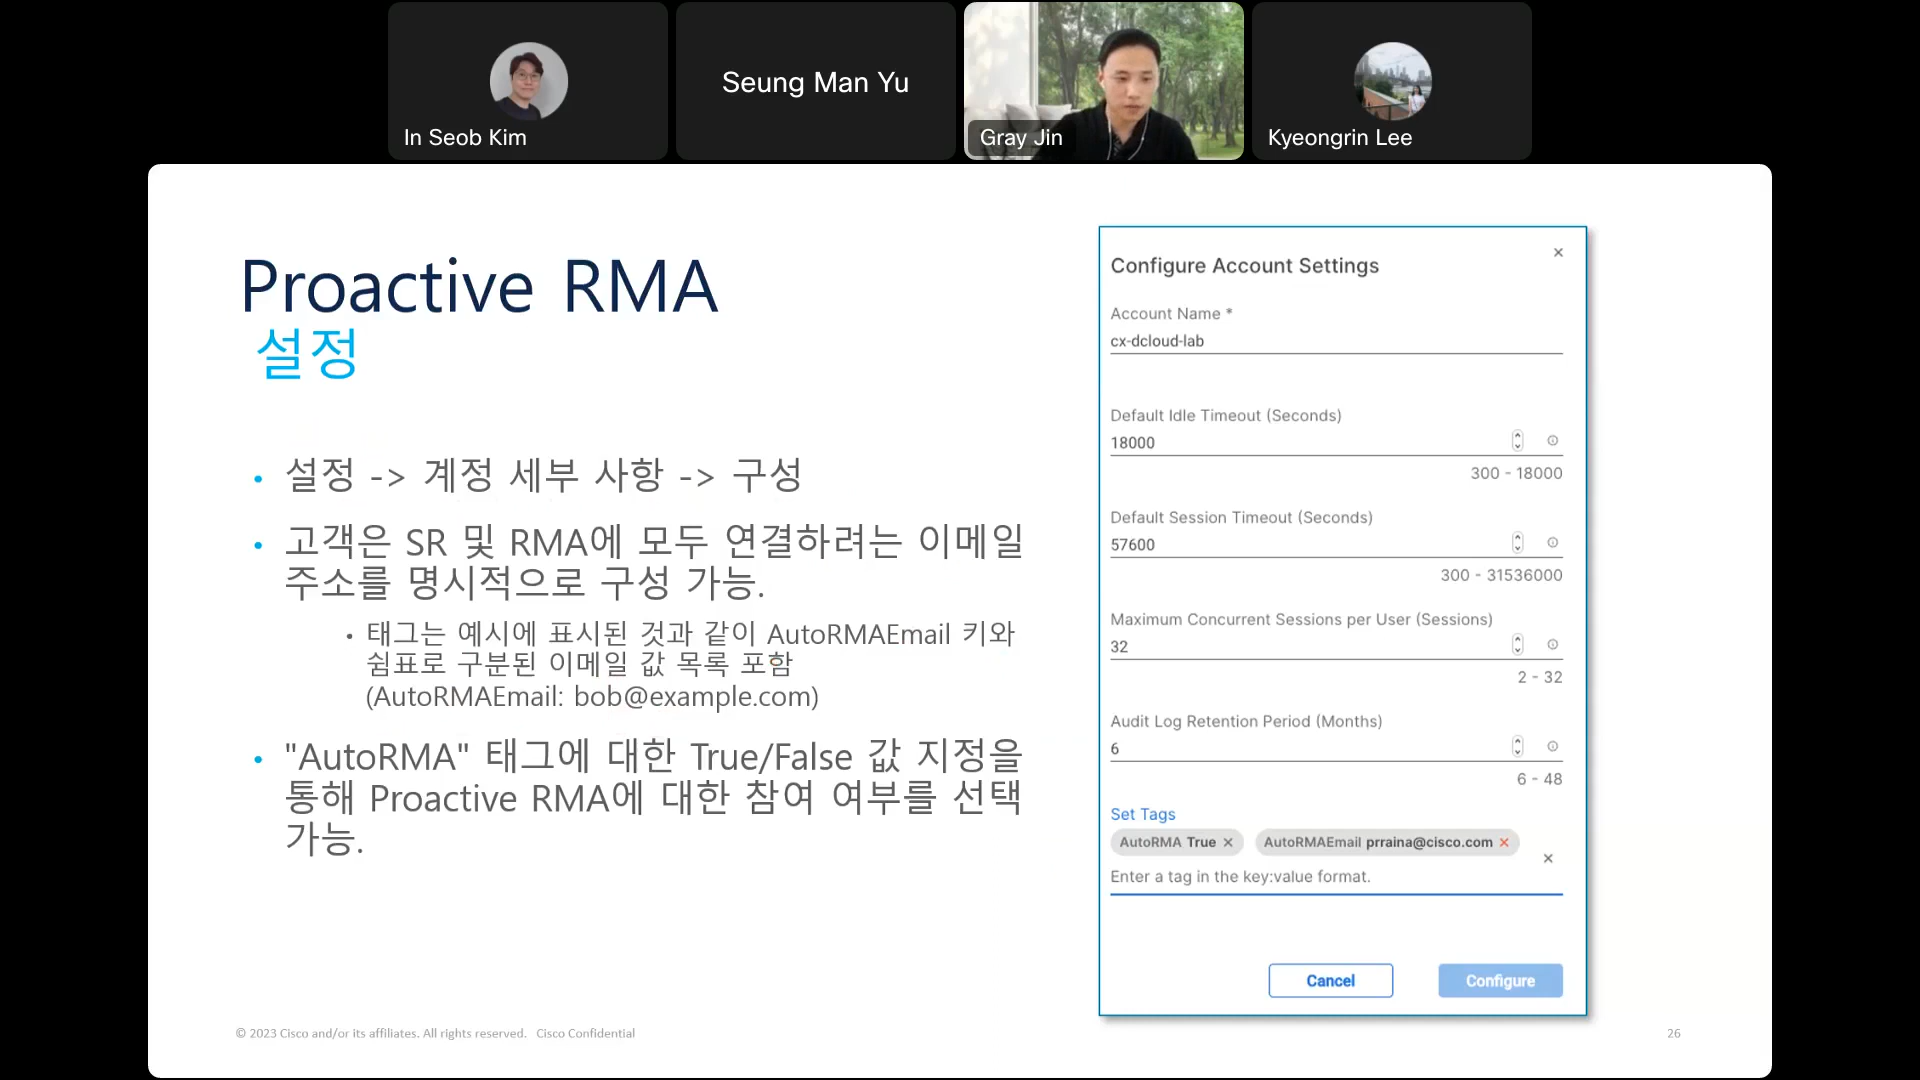 In Seob Kim
Seung Man Yu
Gray Jin
Kyeongrin Lee
Proactive RMA
설정
• 설정 -> 계정 세부 사항 -> 구성
• 고객은 SR 및 RMA에 모두 연결하려는 이메일
주소를 명시적으로 구성 가능.
• 태그는 예시에 표시된 것과 같이 AutoRMAEmail 키와
쉼표로 구분된 이메일 값 목록 포함
(AutoRMAEmail: bob@example.com)
• "AutoRMA" 태그에 대한 True/False 값 지정을
통해 Proactive RMA에 대한 참여 여부를 선택
가능.
Configure Account Settings
Account Name *
cx-dcloud-lab
Default Idle Timeout (Seconds)
18000
300 - 18000
Default Session Timeout (Seconds)
57600
300 - 31536000
Maximum Concurrent Sessions per User (Sessions)
32
2 - 32
Audit Log Retention Period (Months)
6
6 - 48
Set Tags
AutoRMA True AutoRMAEmail prraina@cisco.com
Enter a tag in the key:value format.
Cancel Configure
© 2023 Cisco and/or its affiliates. All rights reserved. Cisco Confidential
26